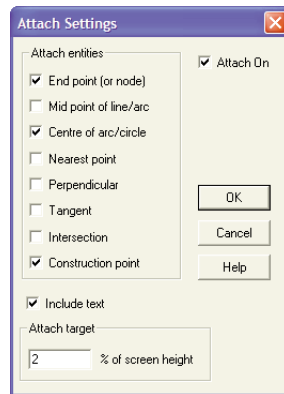 Attach Settings
Attach entities
End point (or node)
Mid point of line/arc
Centre of arc/circle
Nearest point
Perpendicular
Tangent
Intersection
Construction point
Attach On
OK
Cancel
Help
Include text
Attach target
2 % of screen height